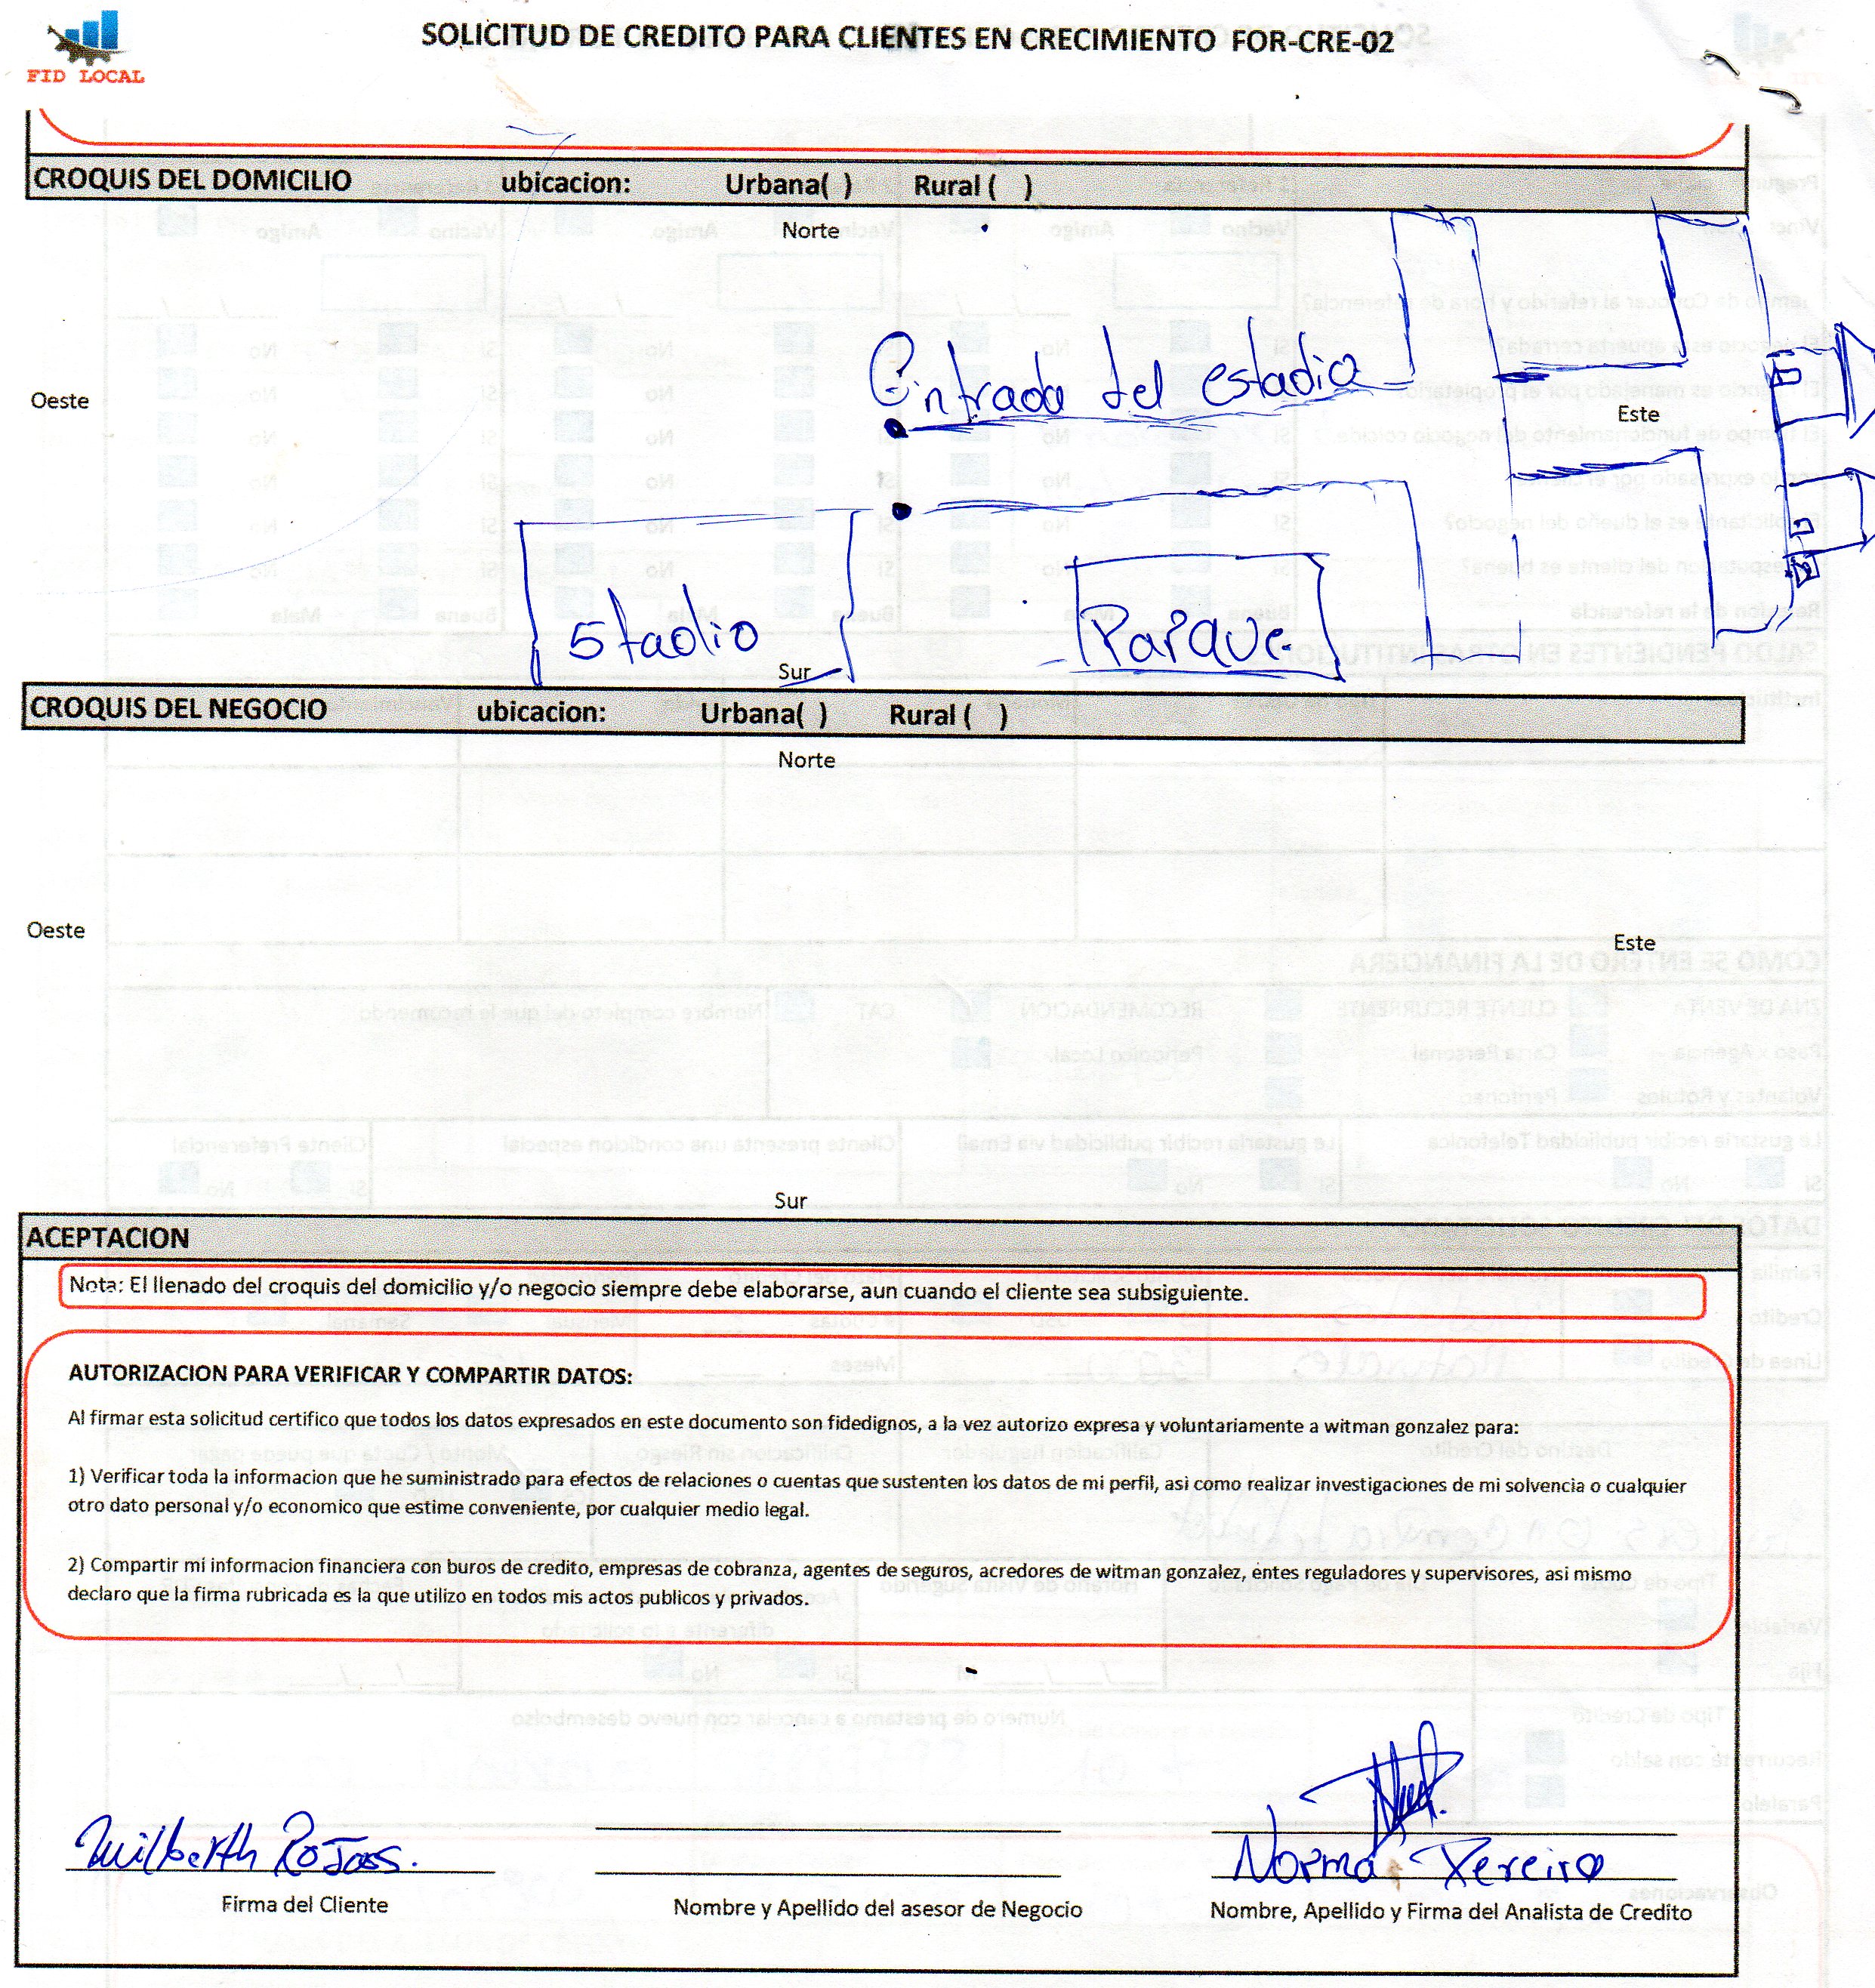 FID LOCAL
SOLICITUD DE CREDITO PARA CLIENTES EN CRECIMIENTO FOR-CRE-02
CROQUIS DEL DOMICILIO ubicacion: Urbana( ) Rural ( )
Norte
Entrada del estadio
Oeste
Este
Stadio
Parque
Sur
CROQUIS DEL NEGOCIO ubicacion: Urbana( ) Rural ( )
Norte
Oeste
Este
Sur
ACEPTACION
Nota: El llenado del croquis del domicilio y/o negocio siempre debe elaborarse, aun cuando el cliente sea subsiguiente.
AUTORIZACION PARA VERIFICAR Y COMPARTIR DATOS:
Al firmar esta solicitud certifico que todos los datos expresados en este documento son fidedignos, a la vez autorizo expresa y voluntariamente a witman gonzalez para:
1) Verificar toda la informacion que he suministrado para efectos de relaciones o cuentas que sustenten los datos de mi perfil, asi como realizar investigaciones de mi solvencia o cualquier
otro dato personal y/o economico que estime conveniente, por cualquier medio legal.
2) Compartir mi informacion financiera con buros de credito, empresas de cobranza, agentes de seguros, acredores de witman gonzalez, entes reguladores y supervisores, asi mismo
declaro que la firma rubricada es la que utilizo en todos mis actos publicos y privados.
Wilberth Rojas.
Norma Pereira
Firma del Cliente
Nombre y Apellido del asesor de Negocio
Nombre, Apellido y Firma del Analista de Credito